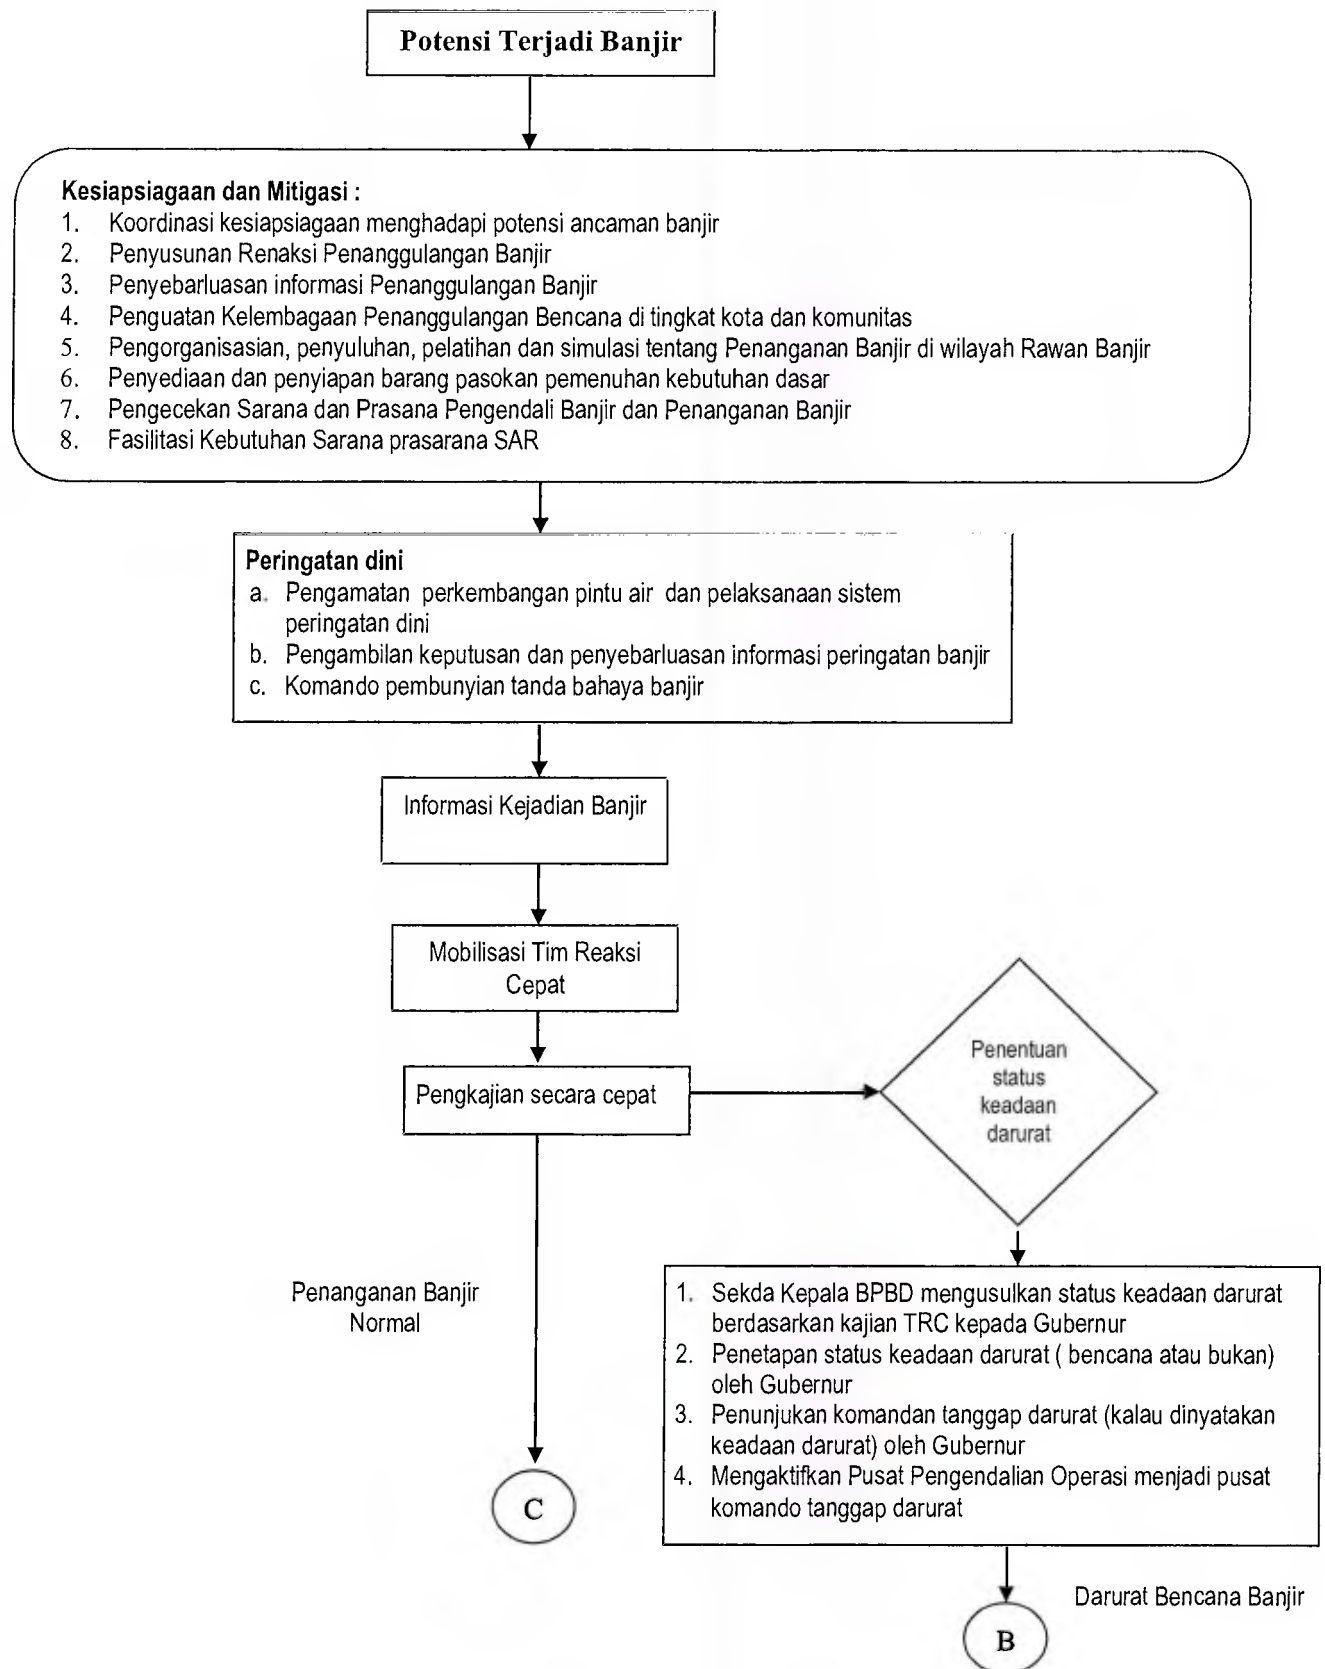 Potensi Terjadi Banjir
Kesiapsiagaan dan Mitigasi :
1. Koordinasi kesiapsiagaan menghadapi potensi ancaman banjir
2. Penyusunan Renaksi Penanggulangan Banjir
3. Penyebarluasan informasi Penanggulangan Banjir
4. Penguatan Kelembagaan Penanggulangan Bencana di tingkat kota dan komunitas
5. Pengorganisasian, penyuluhan, pelatihan dan simulasi tentang Penanganan Banjir di wilayah Rawan Banjir
6. Penyediaan dan penyiapan barang pasokan pemenuhan kebutuhan dasar
7. Pengecekan Sarana dan Prasana Pengendali Banjir dan Penanganan Banjir
8. Fasilitasi Kebutuhan Sarana prasarana SAR
Peringatan dini
a. Pengamatan perkembangan pintu air dan pelaksanaan sistem
peringatan dini
b. Pengambilan keputusan dan penyebarluasan informasi peringatan banjir
c. Komando pembunyian tanda bahaya banjir
Informasi Kejadian Banjir
Mobilisasi Tim Reaksi
Cepat
Pengkajian secara cepat
Penentuan
status
keadaan
darurat
Penanganan Banjir
Normal
C
1. Sekda Kepala BPBD mengusulkan status keadaan darurat
berdasarkan kajian TRC kepada Gubernur
2. Penetapan status keadaan darurat ( bencana atau bukan)
oleh Gubernur
3. Penunjukan komandan tanggap darurat (kalau dinyatakan
keadaan darurat) oleh Gubernur
4. Mengaktifkan Pusat Pengendalian Operasi menjadi pusat
komando tanggap darurat
Darurat Bencana Banjir
B